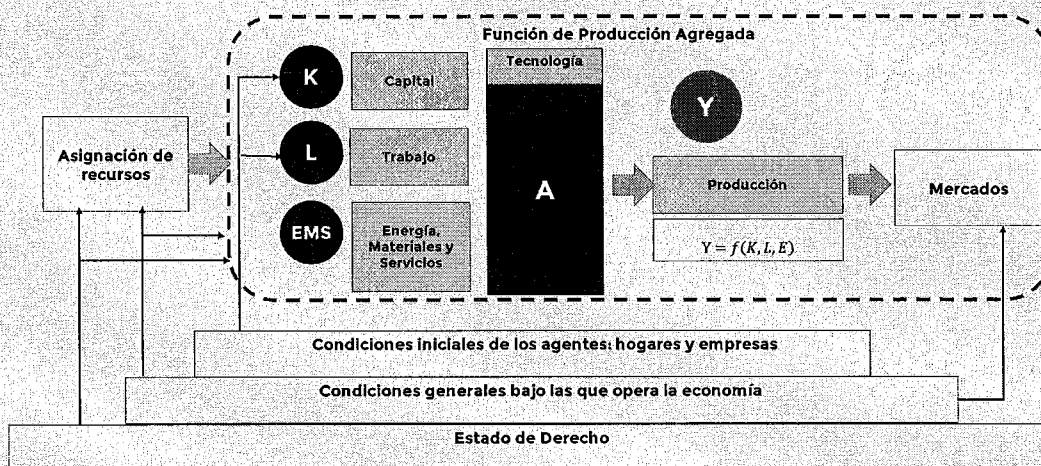 Función de Producción Agregada
K
Capital
Tecnología
Y
Asignación de
recursos
L
Trabajo
A
Producción
Mercados
EMS
Energía,
Materiales y
Servicios
Y = f(K, L, E)
Condiciones iniciales de los agentes: hogares y empresas
Condiciones generales bajo las que opera la economía
Estado de Derecho